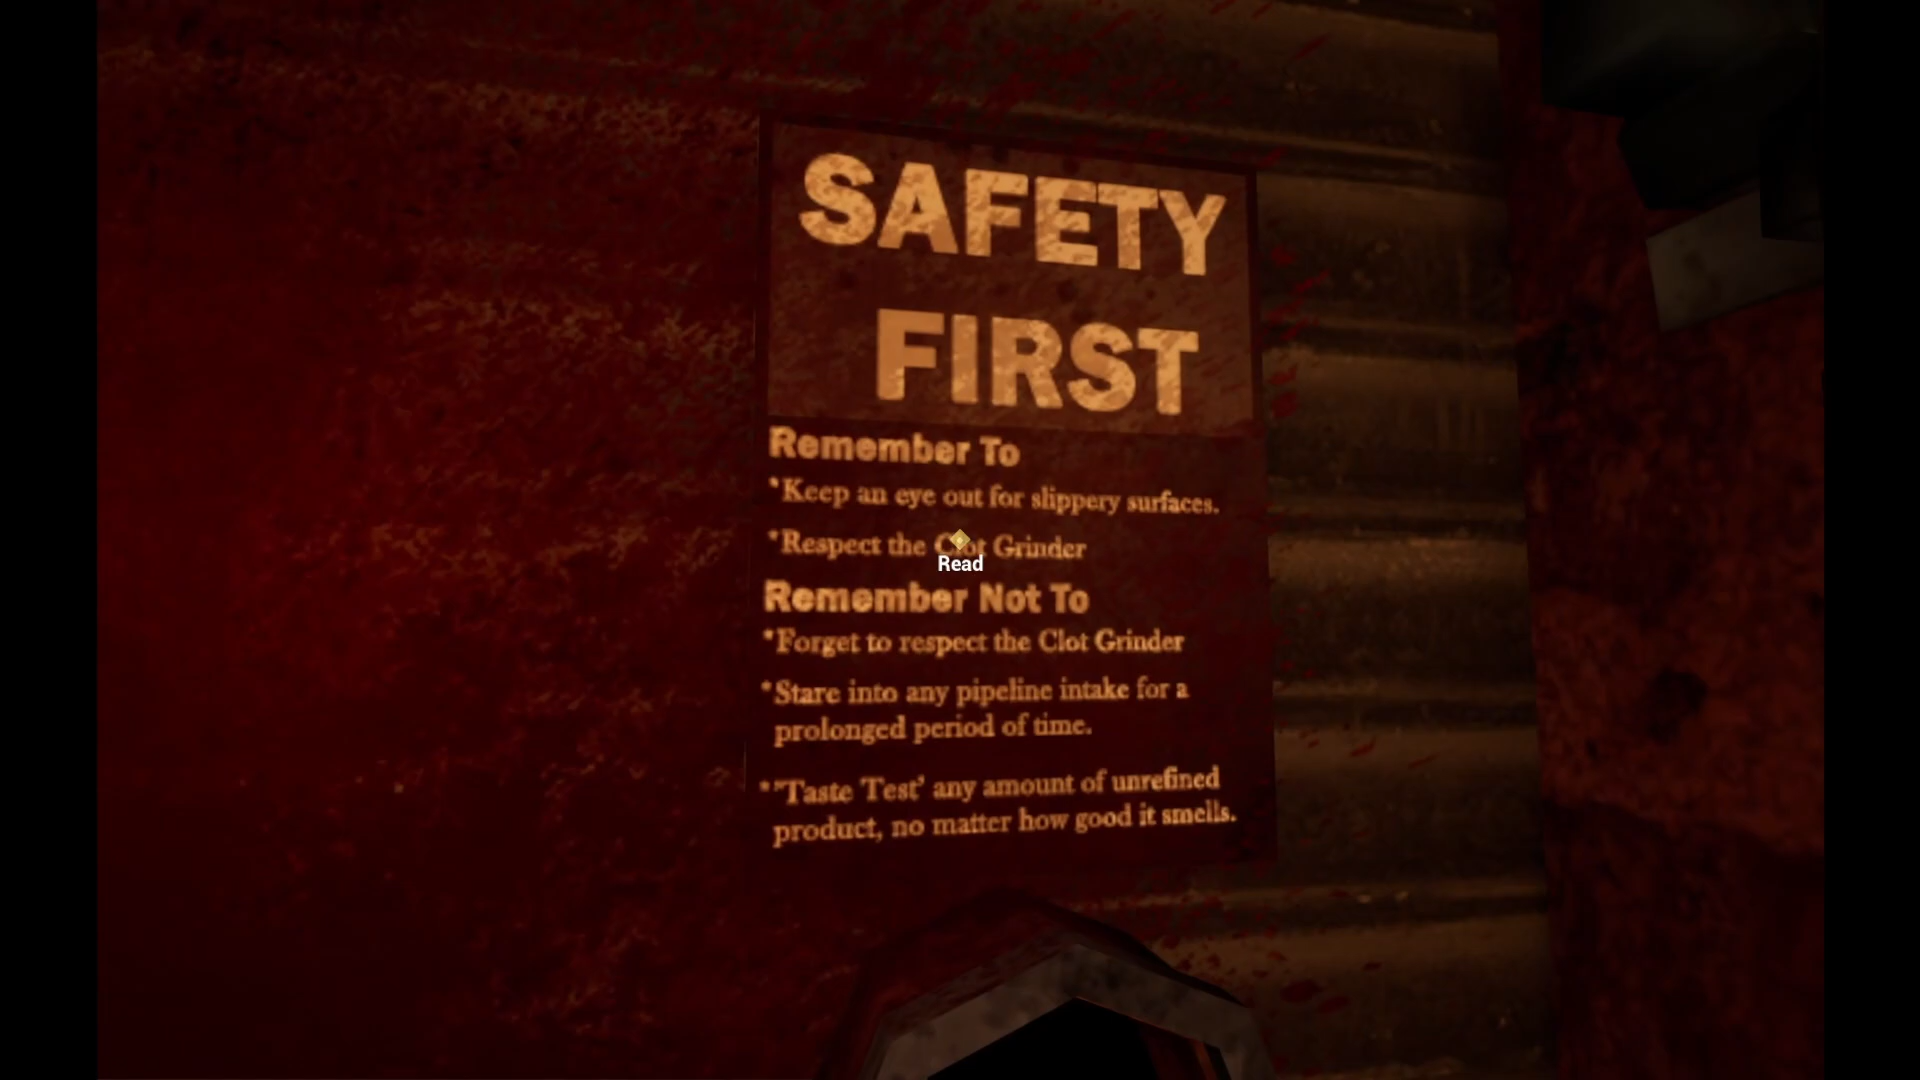 SAFETY
FIRST
Remember To
*Keep an eye out for slippery surfaces.
*Respect the Clot Grinder
Read
Remember Not To
*Forget to respect the Clot Grinder
*Stare into any pipeline intake for a
prolonged period of time.
*'Taste Test' any amount of unrefined
product, no matter how good it smells.